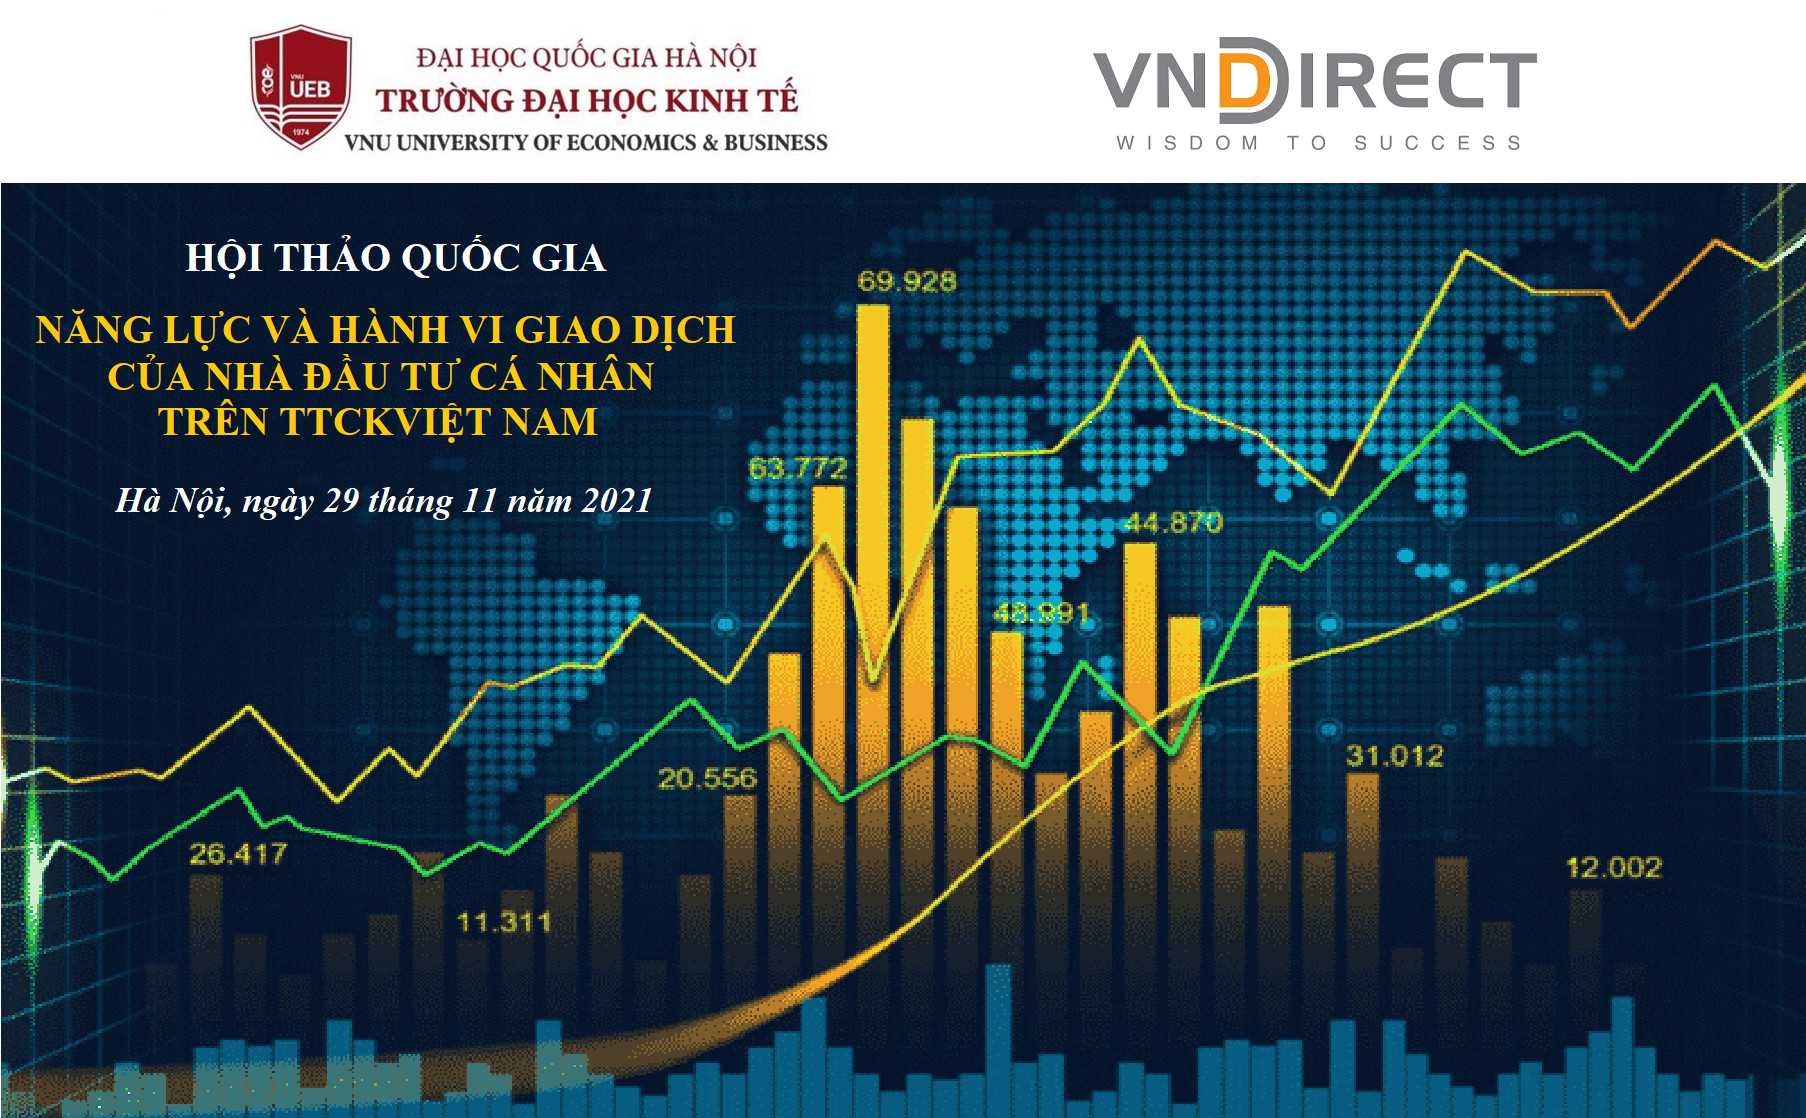 VNU
UEB
1974
ĐẠI HỌC QUỐC GIA HÀ NỘI
TRƯỜNG ĐẠI HỌC KINH TẾ
VNU UNIVERSITY OF ECONOMICS & BUSINESS
VNDIRECT
WISDOM TO SUCCESS
HỘI THẢO QUỐC GIA
NĂNG LỰC VÀ HÀNH VI GIAO DỊCH
CỦA NHÀ ĐẦU TƯ CÁ NHÂN
TRÊN TTCKVIỆT NAM
Hà Nội, ngày 29 tháng 11 năm 2021
69.928
63.772
44.870
48.991
31.012
20.556
26.417
12.002
11.311